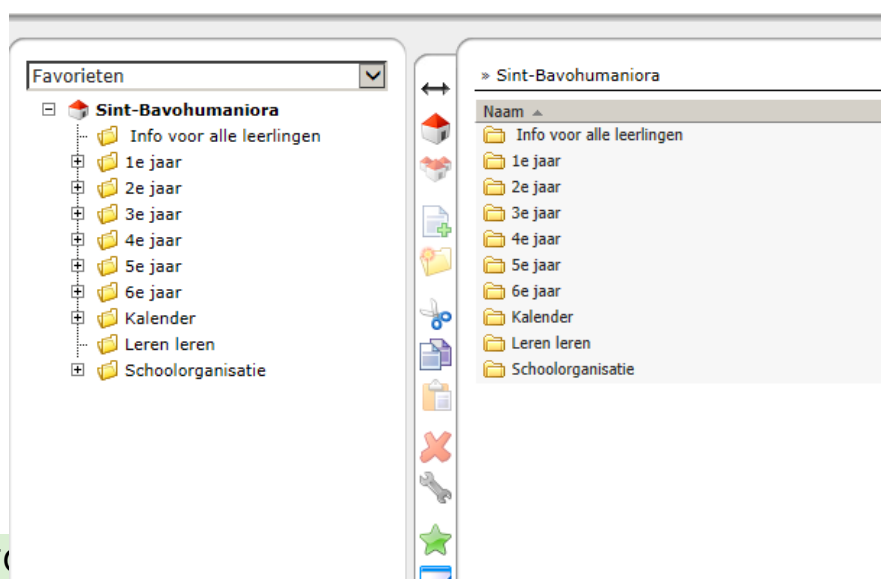 Favorieten
Sint-Bavohumaniora
Info voor alle leerlingen
1e jaar
2e jaar
3e jaar
4e jaar
5e jaar
6e jaar
Kalender
Leren leren
Schoolorganisatie
» Sint-Bavohumaniora
Naam
Info voor alle leerlingen
1e jaar
2e jaar
3e jaar
4e jaar
5e jaar
6e jaar
Kalender
Leren leren
Schoolorganisatie